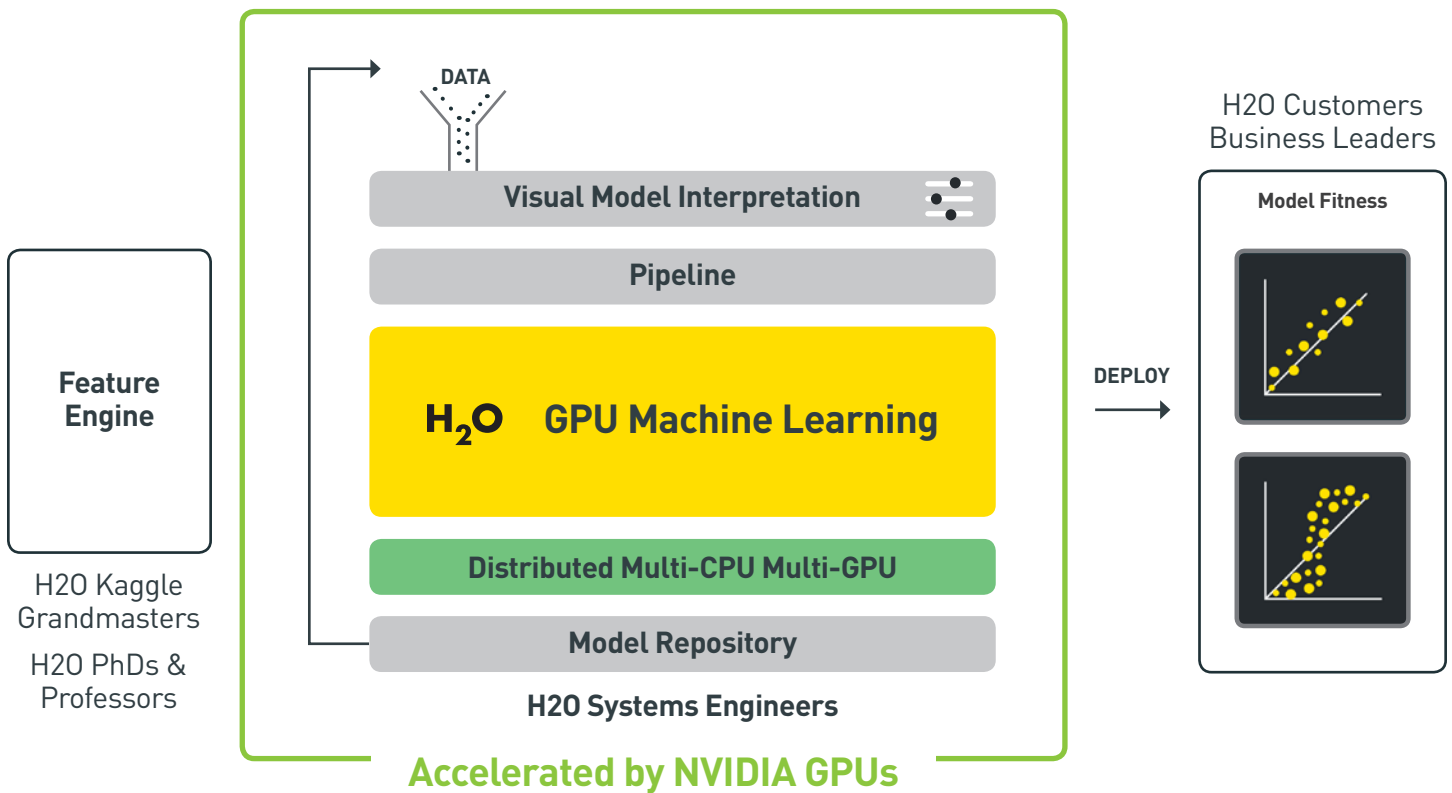 Feature
Engine
H2O Kaggle
Grandmasters
H2O PhDs &
Professors
DATA
Visual Model Interpretation
Pipeline
H2O GPU Machine Learning
Distributed Multi-CPU Multi-GPU
Model Repository
H2O Systems Engineers
Accelerated by NVIDIA GPUs
DEPLOY
H2O Customers
Business Leaders
Model Fitness